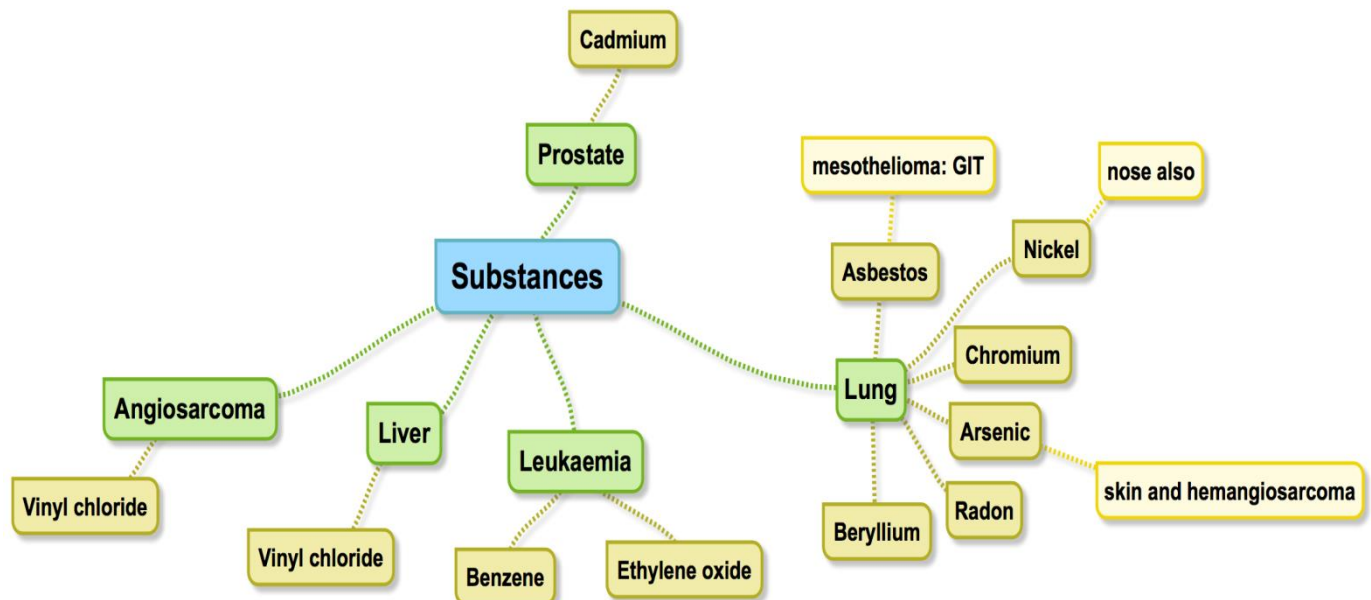 Cadmium
Prostate
mesothelioma: GIT
nose also
Nickel
Asbestos
Substances
Chromium
Lung
Angiosarcoma
Arsenic
Liver
Leukaemia
skin and hemangiosarcoma
Vinyl chloride
Radon
Beryllium
Vinyl chloride
Benzene
Ethylene oxide